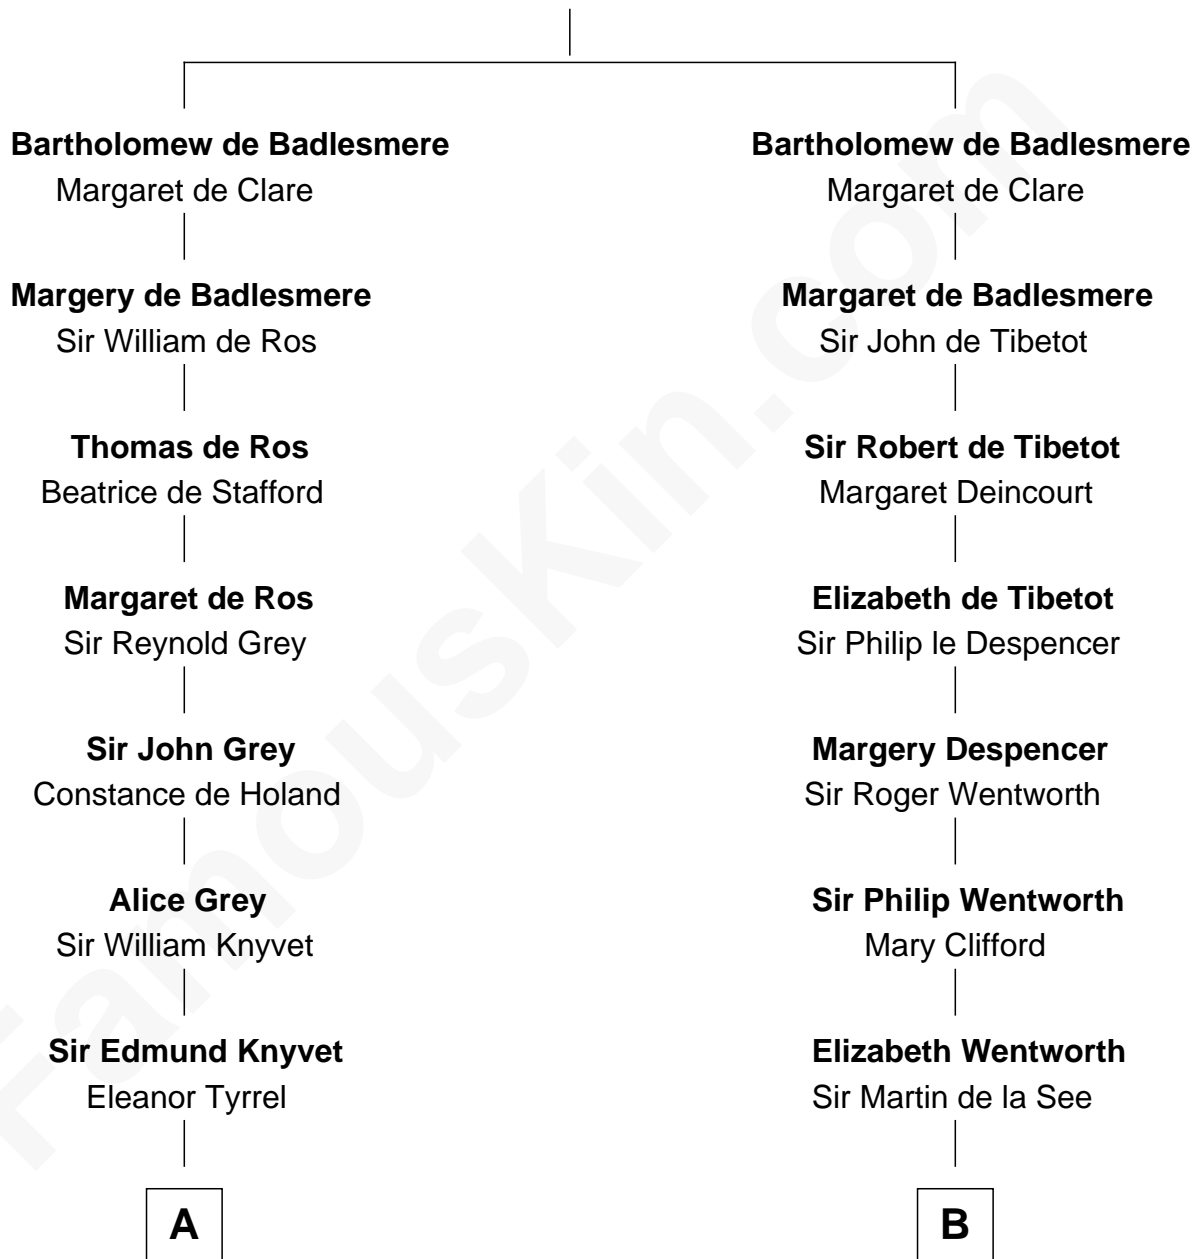 Bartholomew de Badlesmere
Margaret de Clare
Margery de Badlesmere
Sir William de Ros
Thomas de Ros
Beatrice de Stafford
Margaret de Ros
Sir Reynold Grey
Sir John Grey
Constance de Holand
Alice Grey
Sir William Knyvet
Sir Edmund Knyvet
Eleanor Tyrrel
A
Bartholomew de Badlesmere
Margaret de Clare
Margaret de Badlesmere
Sir John de Tibetot
Sir Robert de Tibetot
Margaret Deincourt
Elizabeth de Tibetot
Sir Philip le Despencer
Margery Despencer
Sir Roger Wentworth
Sir Philip Wentworth
Mary Clifford
Elizabeth Wentworth
Sir Martin de la See
B
FamousKin.com